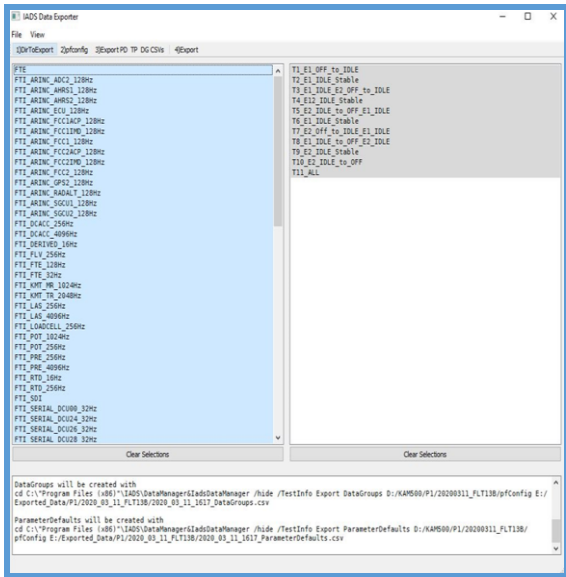 IADS Data Exporter
File View
1)DirToExport 2)pfconfig 3)Export PD TP DG CSVs 4)Export
FTE
FTI_ARINC_ADC2_128Hz
FTI_ARINC_AHRS1_128Hz
FTI_ARINC_AHRS2_128Hz
FTI_ARINC_ECU_128Hz
FTI_ARINC_FCC1ACP_128Hz
FTI_ARINC_FCC1IMD_128Hz
FTI_ARINC_FCC1_128Hz
FTI_ARINC_FCC2ACP_128Hz
FTI_ARINC_FCC2IMD_128Hz
FTI_ARINC_FCC2_128Hz
FTI_ARINC_GPS2_128Hz
FTI_ARINC_RADALT_128Hz
FTI_ARINC_SGCU1_128Hz
FTI_ARINC_SGCU2_128Hz
FTI_DCACC_256Hz
FTI_DCACC_4096Hz
FTI_DERIVED_16Hz
FTI_FLV_256Hz
FTI_FTE_128Hz
FTI_FTE_32Hz
FTI_KMT_MR_1024Hz
FTI_KMT_TR_2048Hz
FTI_LAS_256Hz
FTI_LAS_4096Hz
FTI_LOADCELL_256Hz
FTI_POT_1024Hz
FTI_POT_256Hz
FTI_PRE_256Hz
FTI_PRE_4096Hz
FTI_RTD_16Hz
FTI_RTD_256Hz
FTI_SDI
FTI_SERIAL_DCU00_32Hz
FTI_SERIAL_DCU24_32Hz
FTI_SERIAL_DCU26_32Hz
FTI SERIAL DCU28 32Hz
Clear Selections
T1_E1_OFF_to_IDLE
T2_E1_IDLE_Stable
T3_E1_IDLE_E2_OFF_to_IDLE
T4_E12_IDLE_Stable
T5_E2_IDLE_to_OFF_E1_IDLE
T6_E1_IDLE_Stable
T7_E2_Off_to_IDLE_E1_IDLE
T8_E1_IDLE_to_OFF_E2_IDLE
T9_E2_IDLE_Stable
T10_E2_IDLE_to_OFF
T11_ALL
Clear Selections
DataGroups will be created with
cd C:\"Program Files (x86)"\IADS\DataManager&IadsDataManager /hide /TestInfo Export DataGroups D:/KAM500/P1/20200311_FLT13B/pfConfig E:/
Exported_Data/P1/2020_03_11_FLT13B/2020_03_11_1617_DataGroups.csv
ParameterDefaults will be created with
cd C:\"Program Files (x86)"\IADS\DataManager&IadsDataManager /hide /TestInfo Export ParameterDefaults D:/KAM500/P1/20200311_FLT13B/
pfConfig E:/Exported_Data/P1/2020_03_11_FLT13B/2020_03_11_1617_ParameterDefaults.csv